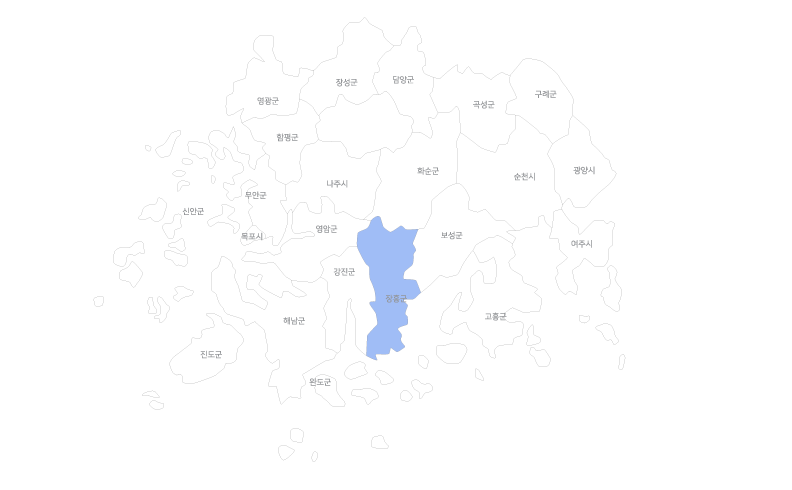 장성군
담양군
구례군
영광군
곡성군
함평군
화순군
광양시
순천시
나주시
무안군
신안군
영암군
목포시
보성군
여주시
강진군
장흥군
고흥군
해남군
진도군
완도군